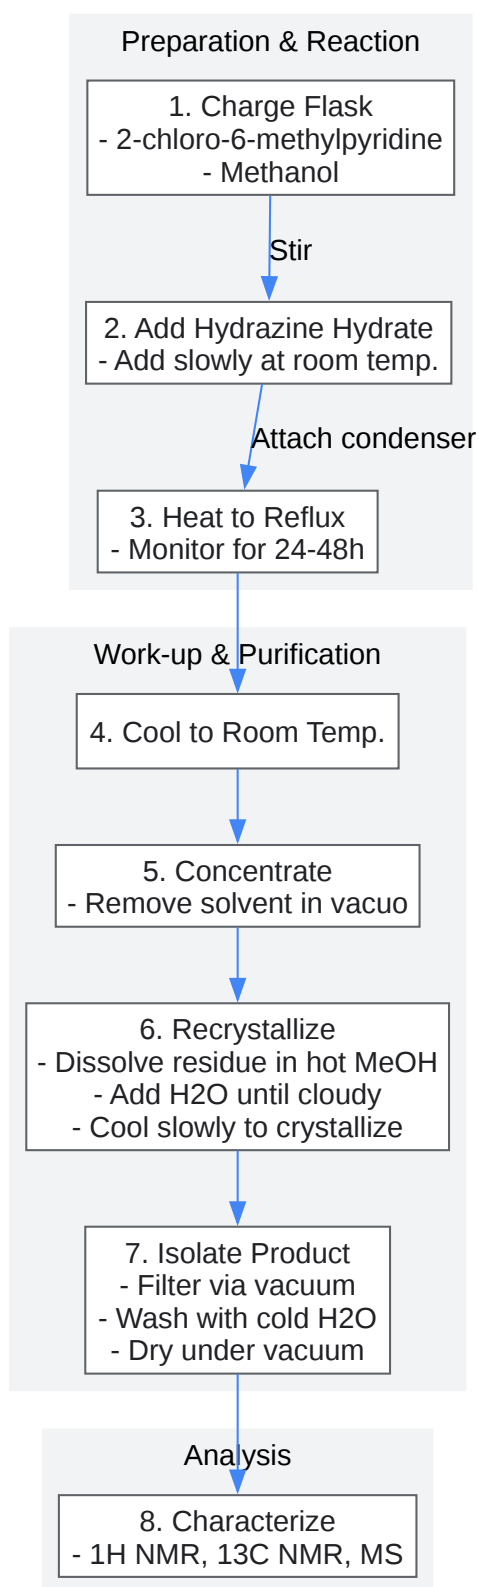 Preparation & Reaction
1. Charge Flask
- 2-chloro-6-methylpyridine
- Methanol
Stir
2. Add Hydrazine Hydrate
- Add slowly at room temp.
Attach condenser
3. Heat to Reflux
- Monitor for 24-48h
Work-up & Purification
4. Cool to Room Temp.
5. Concentrate
- Remove solvent in vacuo
6. Recrystallize
- Dissolve residue in hot MeOH
- Add H2O until cloudy
- Cool slowly to crystallize
7. Isolate Product
- Filter via vacuum
- Wash with cold H2O
- Dry under vacuum
Analysis
8. Characterize
- 1H NMR, 13C NMR, MS